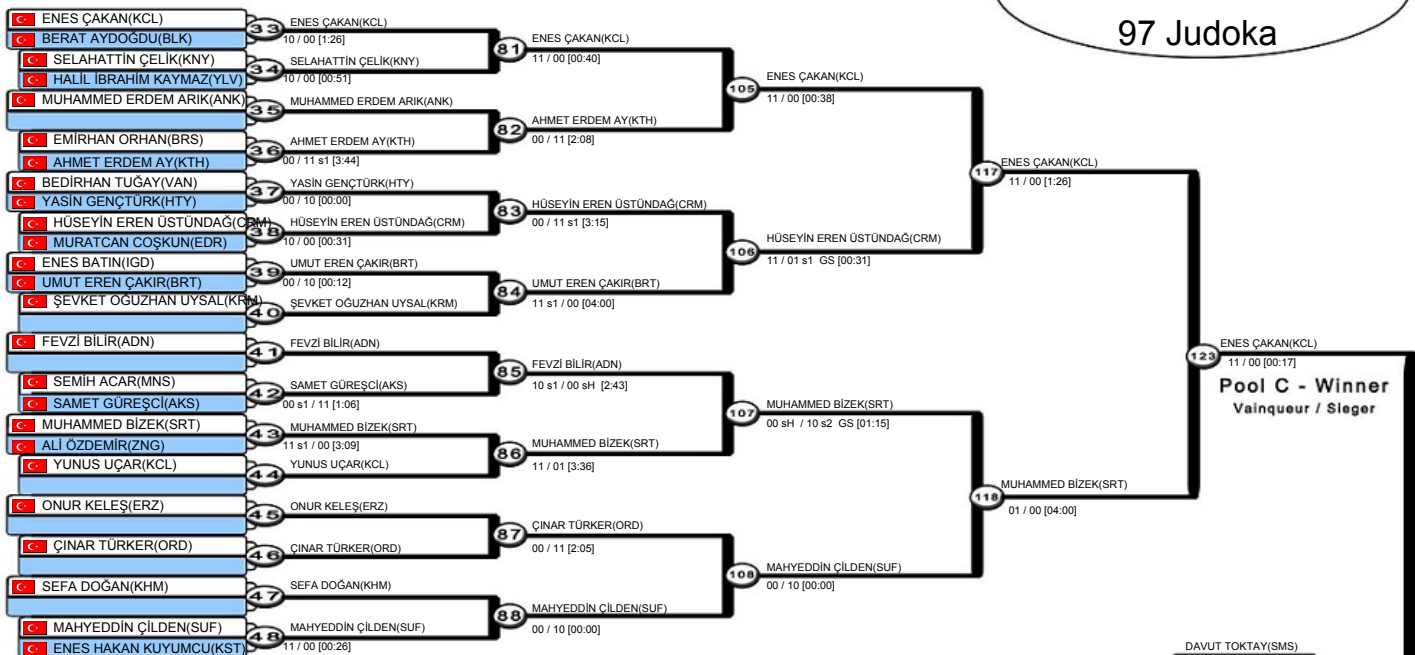 97 Judoka
ENES ÇAKAN(KCL)
BERAT AYDOĞDU(BLK)
SELAHATTİN ÇELİK(KNY)
HALİL İBRAHİM KAYMAZ(YLV)
MUHAMMED ERDEM ARIK(ANK)
EMİRHAN ORHAN(BRS)
AHMET ERDEM AY(KTH)
BEDİRHAN TUĞAY(VAN)
YASİN GENÇTÜRK(HTY)
HÜSEYİN EREN ÜSTÜNDAĞ(CRM)
MURATCAN COŞKUN(EDR)
ENES BATIN(IGD)
UMUT EREN ÇAKIR(BRT)
ŞEVKET OĞUZHAN UYSAL(KRM)
FEVZİ BİLİR(ADN)
SEMİH ACAR(MNS)
SAMET GÜREŞCİ(AKS)
MUHAMMED BİZEK(SRT)
ALİ ÖZDEMİR(ZNG)
YUNUS UÇAR(KCL)
ONUR KELEŞ(ERZ)
ÇINAR TÜRKER(ORD)
SEFA DOĞAN(KHM)
MAHYEDDİN ÇİLDEN(SUF)
ENES HAKAN KUYUMCU(KST)
33
ENES ÇAKAN(KCL)
10 / 00 [1:26]
34
SELAHATTİN ÇELİK(KNY)
10 / 00 [00:51]
35
MUHAMMED ERDEM ARIK(ANK)
36
AHMET ERDEM AY(KTH)
00 / 11 s1 [3:44]
37
YASİN GENÇTÜRK(HTY)
00 / 10 [00:00]
38
HÜSEYİN EREN ÜSTÜNDAĞ(CRM)
10 / 00 [00:31]
39
UMUT EREN ÇAKIR(BRT)
00 / 10 [00:12]
40
ŞEVKET OĞUZHAN UYSAL(KRM)
41
FEVZİ BİLİR(ADN)
42
SAMET GÜREŞCİ(AKS)
00 s1 / 11 [1:06]
43
MUHAMMED BİZEK(SRT)
11 s1 / 00 [3:09]
44
YUNUS UÇAR(KCL)
45
ONUR KELEŞ(ERZ)
46
ÇINAR TÜRKER(ORD)
47
SEFA DOĞAN(KHM)
48
MAHYEDDİN ÇİLDEN(SUF)
11 / 00 [00:26]
81
ENES ÇAKAN(KCL)
11 / 00 [00:40]
82
AHMET ERDEM AY(KTH)
00 / 11 [2:08]
83
HÜSEYİN EREN ÜSTÜNDAĞ(CRM)
00 / 11 s1 [3:15]
84
UMUT EREN ÇAKIR(BRT)
11 s1 / 00 [04:00]
85
FEVZİ BİLİR(ADN)
10 s1 / 00 sH [2:43]
86
MUHAMMED BİZEK(SRT)
11 / 01 [3:36]
87
ÇINAR TÜRKER(ORD)
00 / 11 [2:05]
88
MAHYEDDİN ÇİLDEN(SUF)
00 / 10 [00:00]
105
ENES ÇAKAN(KCL)
11 / 00 [00:38]
106
HÜSEYİN EREN ÜSTÜNDAĞ(CRM)
11 / 01 s1 GS [00:31]
107
MUHAMMED BİZEK(SRT)
00 sH / 10 s2 GS [01:15]
108
MAHYEDDİN ÇİLDEN(SUF)
00 / 10 [00:00]
117
ENES ÇAKAN(KCL)
11 / 00 [1:26]
118
MUHAMMED BİZEK(SRT)
01 / 00 [04:00]
123
ENES ÇAKAN(KCL)
11 / 00 [00:17]
Pool C - Winner
Vainqueur / Sieger
DAVUT TOKTAY(SMS)